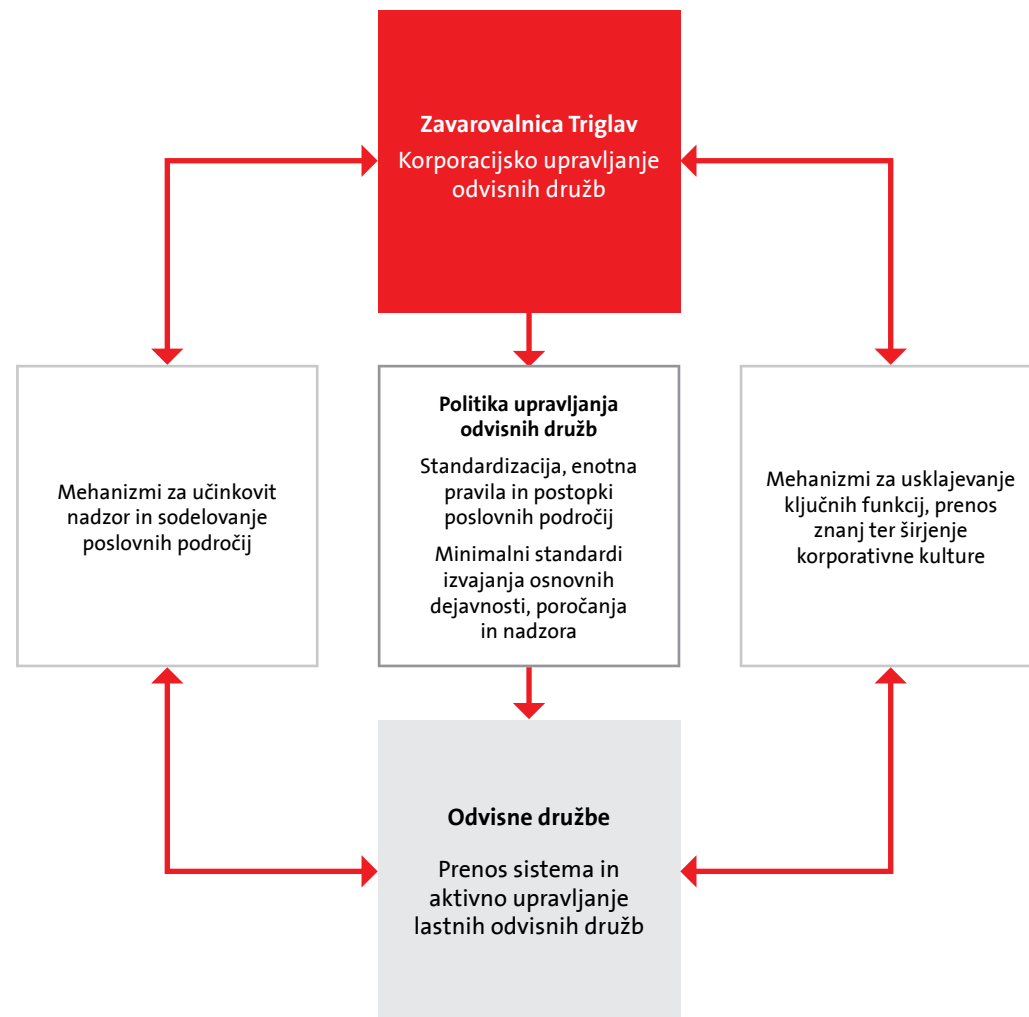 Zavarovalnica Triglav
Korporacijsko upravljanje
odvisnih družb
Mehanizmi za učinkovit
nadzor in sodelovanje
poslovnih področij
Politika upravljanja
odvisnih družb
Standardizacija, enotna
pravila in postopki
poslovnih področij
Minimalni standardi
izvajanja osnovnih
dejavnosti, poročanja
in nadzora
Mehanizmi za usklajevanje
ključnih funkcij, prenos
znanj ter širjenje
korporativne kulture
Odvisne družbe
Prenos sistema in
aktivno upravljanje
lastnih odvisnih družb